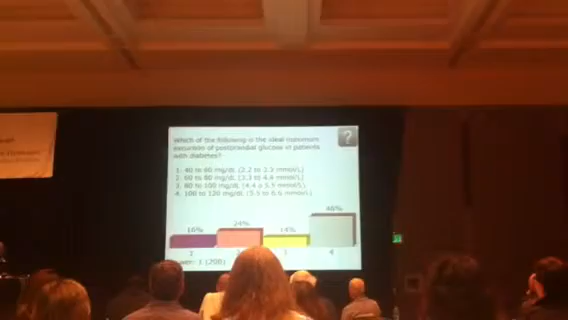 ?
Which of the following is the ideal maximum
excursion of postprandial glucose in patients
with diabetes?
1. 40 to 60 mg/dL (2.2 to 3.3 mmol/L)
2. 60 to 80 mg/dL (3.3 to 4.4 mmol/L)
3. 80 to 100 mg/dL (4.4 to 5.5 mmol/L)
4. 100 to 120 mg/dL (5.5 to 6.6 mmol/L)
46%
24%
16%
14%
1 3 4
(200)